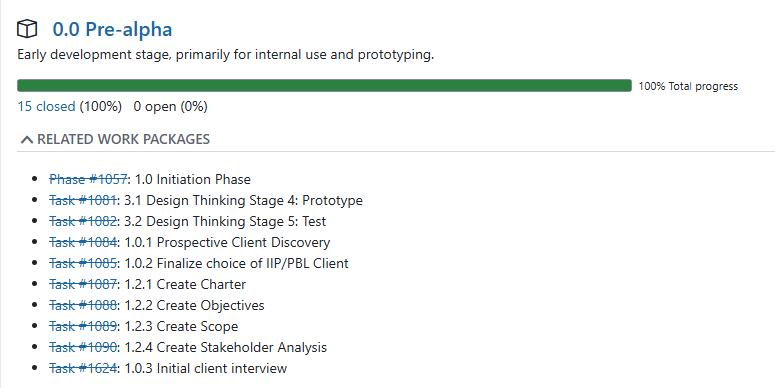 0.0 Pre-alpha
Early development stage, primarily for internal use and prototyping.
100% Total progress
15 closed (100%) 0 open (0%)
RELATED WORK PACKAGES
Phase #1057: 1.0 Initiation Phase
Task #1081: 3.1 Design Thinking Stage 4: Prototype
Task #1082: 3.2 Design Thinking Stage 5: Test
Task #1084: 1.0.1 Prospective Client Discovery
Task #1085: 1.0.2 Finalize choice of IIP/PBL Client
Task #1087: 1.2.1 Create Charter
Task #1088: 1.2.2 Create Objectives
Task #1089: 1.2.3 Create Scope
Task #1090: 1.2.4 Create Stakeholder Analysis
Task #1624: 1.0.3 Initial client interview